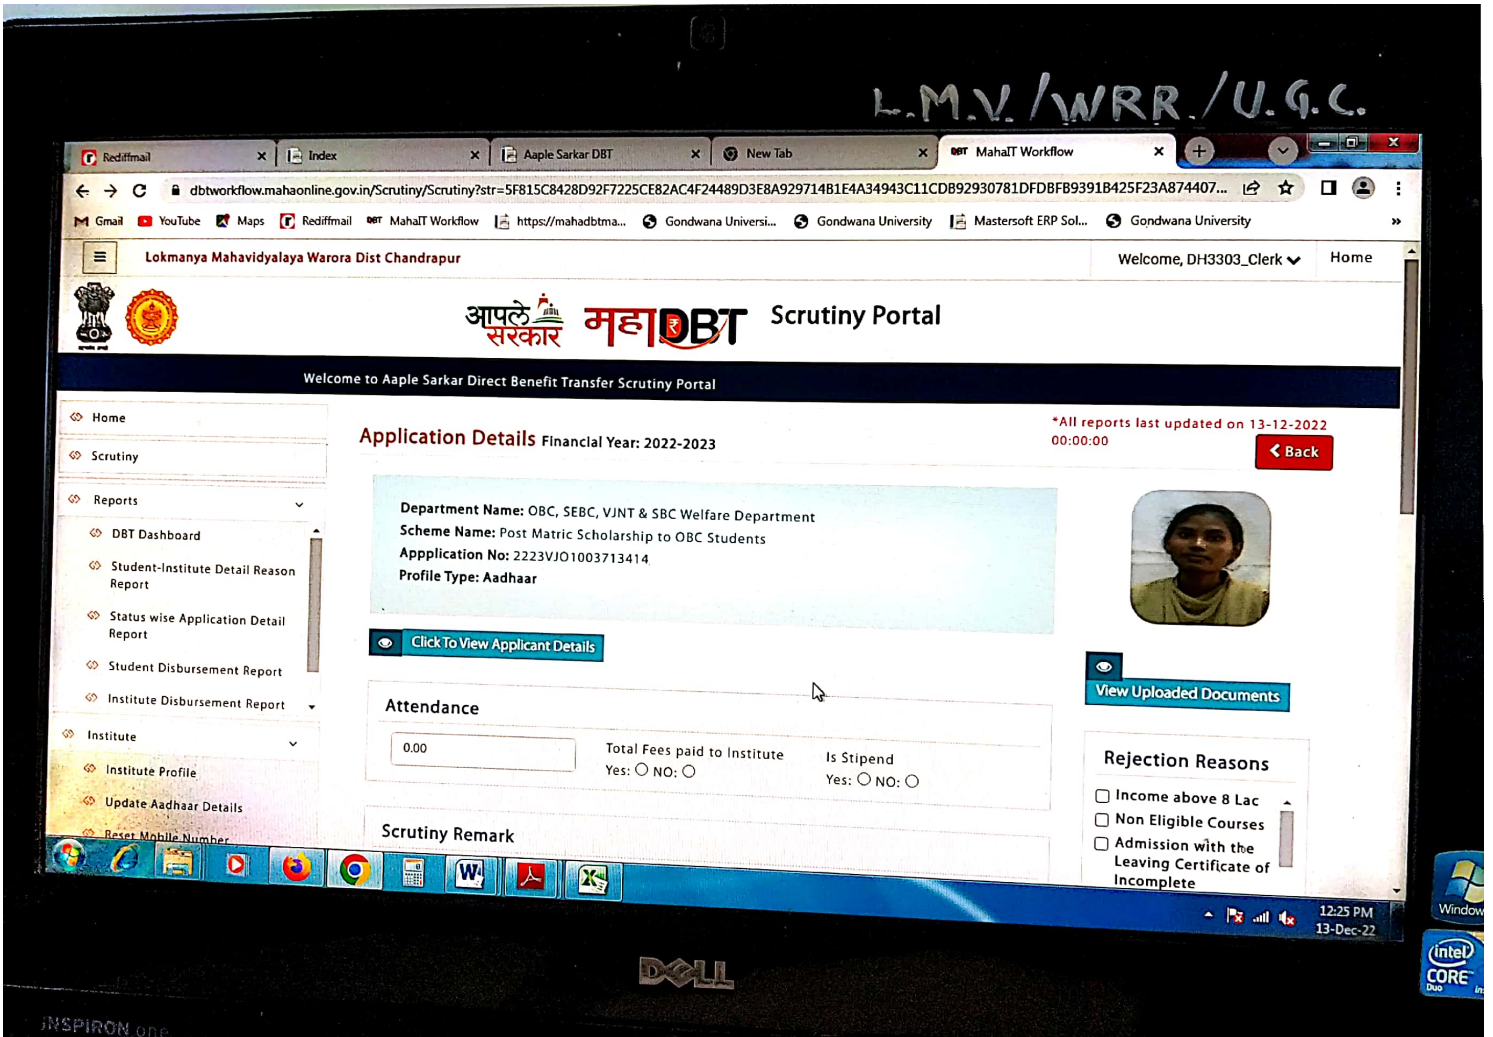 L.M.V./WRR./U.G.C.
Rediffmail
Index
Aaple Sarkar DBT
New Tab
DBT MahaIT Workflow
dbtworkflow.mahaonline.gov.in/Scrutiny/Scrutiny?str=5F815C8428D92F7225CE82AC4F24489D3E8A929714B1E4A34943C11CDB92930781DFDBFB9391B425F23A874407...
Gmail YouTube Maps Rediffmail DBT MahaIT Workflow https://mahadbtma... Gondwana Universi... Gondwana University Mastersoft ERP Sol... Gondwana University »
Lokmanya Mahavidyalaya Warora Dist Chandrapur
Welcome, DH3303_Clerk Home
आपले सरकार महाDBT Scrutiny Portal
Welcome to Aaple Sarkar Direct Benefit Transfer Scrutiny Portal
Home
Scrutiny
Reports
DBT Dashboard
Student-Institute Detail Reason
Report
Status wise Application Detail
Report
Student Disbursement Report
Institute Disbursement Report
Institute
Institute Profile
Update Aadhaar Details
Reset Mobile Number
*All reports last updated on 13-12-2022
00:00:00
Back
Application Details Financial Year: 2022-2023
Department Name: OBC, SEBC, VJNT & SBC Welfare Department
Scheme Name: Post Matric Scholarship to OBC Students
Appplication No: 2223VJO1003713414
Profile Type: Aadhaar
Click To View Applicant Details
View Uploaded Documents
Attendance
0.00
Total Fees paid to Institute
Yes: NO:
Is Stipend
Yes: NO:
Scrutiny Remark
Rejection Reasons
Income above 8 Lac
Non Eligible Courses
Admission with the
Leaving Certificate of
Incomplete
12:25 PM
13-Dec-22
DELL
INSPIRON one
Window
intel
CORE
Duo